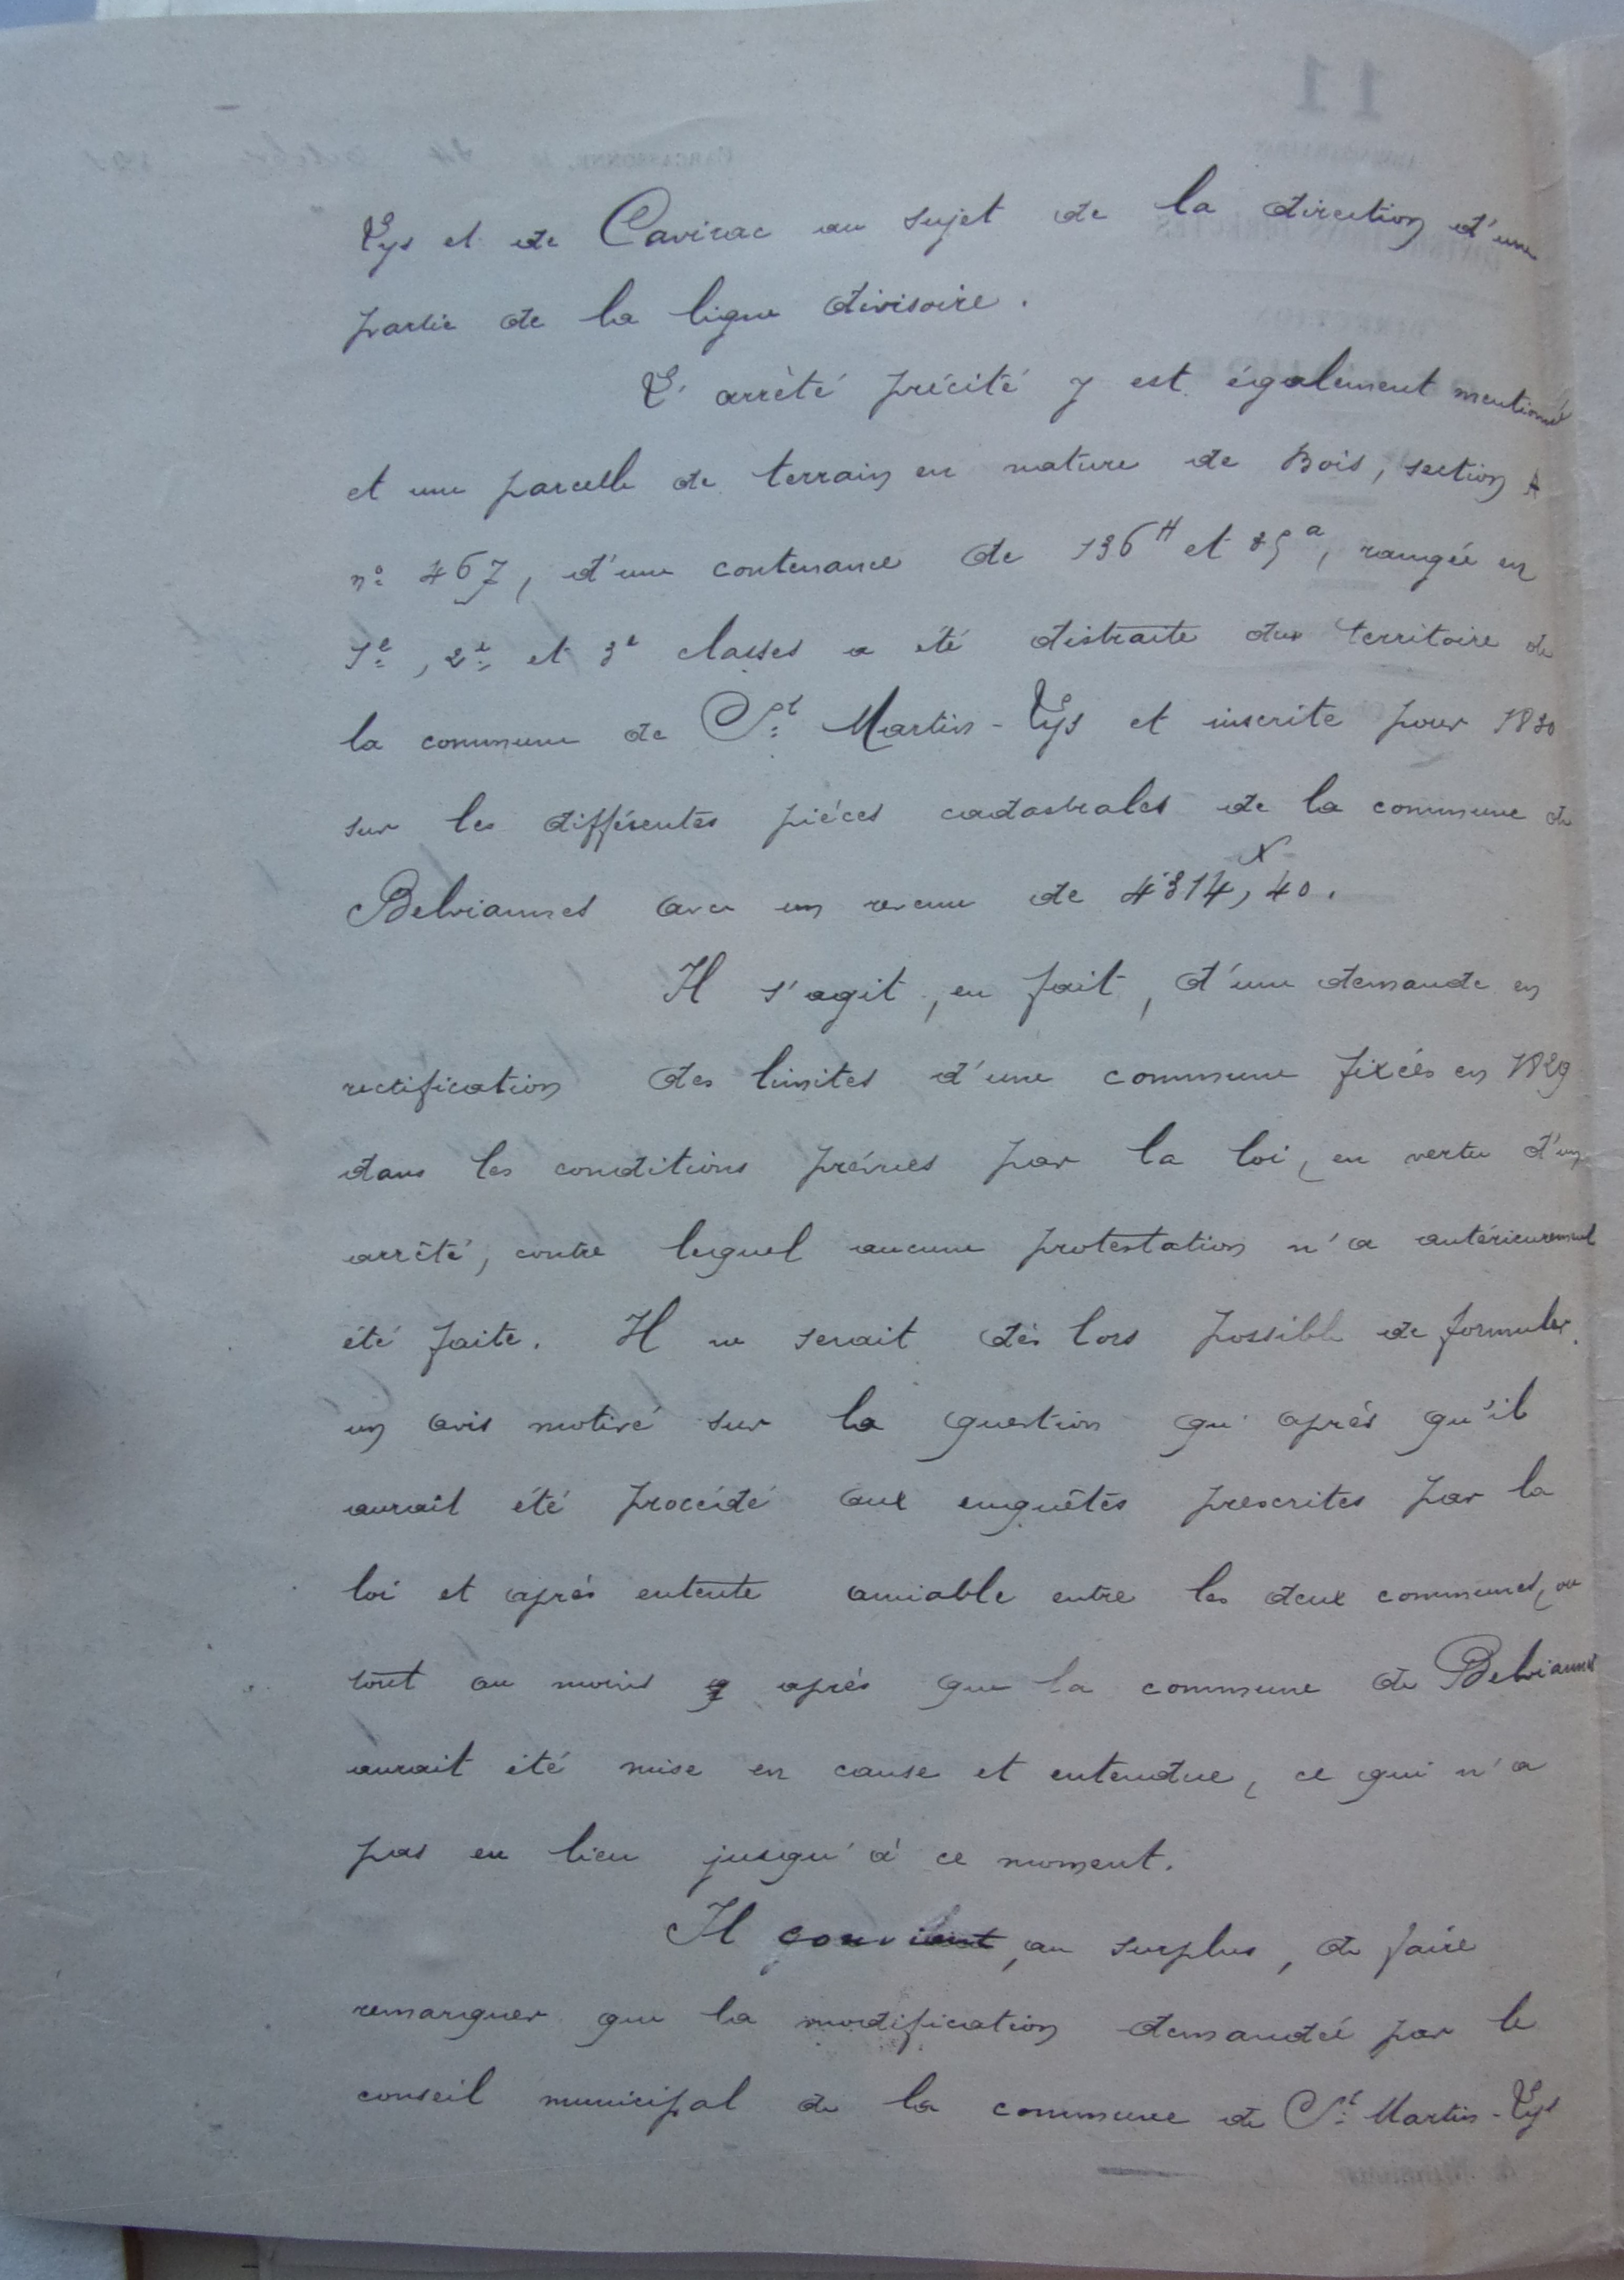 Lys et de Cavirac au sujet de la direction d'une
partie de la ligne divisoire.
L'arrêté précité y est également mentionné
et une parcelle de terrain en nature de Bois, section A
n° 467, d'une contenance de 136H et 85a, rangée en
1e, 2e et 3e classes a été distraite du territoire de
la commune de St Martin-Lys et inscrite pour 1830
sur les différentes pièces cadastrales de la commune de
Belviannes avec un revenu de 4314,40.
Il s'agit, en fait, d'une demande en
rectification des limites d'une commune fixées en 1829
dans les conditions prévues par la loi, en vertu d'un
arrêté, contre lequel aucune protestation n'a antérieurement
été faite. Il ne serait dès lors possible de formuler
un avis motivé sur la question qu'après qu'il
aurait été procédé aux enquêtes prescrites par la
loi et après entente amiable entre les deux communes, ou
tout au moins après que la commune de Belviannes
aurait été mise en cause et entendue, ce qui n'a
pas eu lieu jusqu'à ce moment.
Il convient, au surplus, de faire
remarquer que la modification demandée par le
conseil municipal de la commune de St Martin-Lys